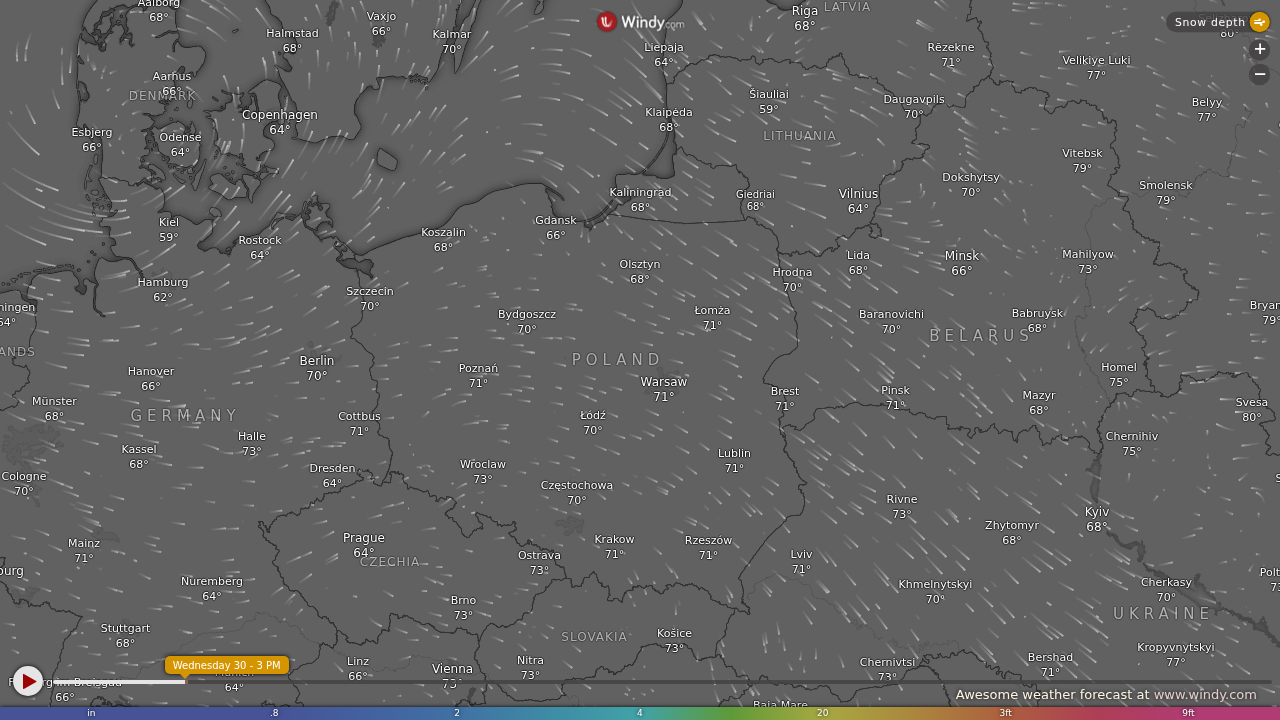 Aalborg
68°
Halmstad
68°
Vaxjo
66°
Kalmar
70°
Windy.com
Liepaja
64°
Riga
68°
LATVIA
Rēzekne
71°
Velikiye Luki
77°
Snow depth
80°
+
−
Aarhus
66°
DENMARK
Copenhagen
64°
Esbjerg
66°
Odense
64°
Klaipėda
68°
Šiauliai
59°
Daugavpils
70°
Belyy
77°
LITHUANIA
Vitebsk
79°
Kaliningrad
68°
Giedriai
68°
Vilnius
64°
Dokshytsy
70°
Smolensk
79°
Kiel
59°
Rostock
64°
Koszalin
68°
Gdansk
66°
Olsztyn
68°
Hrodna
70°
Lida
68°
Minsk
66°
Mahilyow
73°
Hamburg
62°
Szczecin
70°
Bydgoszcz
70°
Łomża
71°
Baranovichi
70°
Babruysk
68°
BELARUS
POLAND
Berlin
70°
Hanover
66°
Poznań
71°
Warsaw
71°
Brest
71°
Pinsk
71°
Homel
75°
Mazyr
68°
Svesa
80°
Münster
68°
GERMANY
Cottbus
71°
Łódź
70°
Kassel
68°
Halle
73°
Chernihiv
75°
Cologne
70°
Dresden
64°
Wrocław
73°
Częstochowa
70°
Lublin
71°
Rivne
73°
Zhytomyr
68°
Kyiv
68°
Mainz
71°
Prague
64°
CZECHIA
Ostrava
73°
Krakow
71°
Rzeszów
71°
Lviv
71°
Nuremberg
64°
Khmelnytskyi
70°
Cherkasy
70°
UKRAINE
Brno
73°
Stuttgart
68°
SLOVAKIA
Košice
73°
Kropyvnytskyi
77°
Linz
66°
Vienna
73°
Nitra
73°
Chernivtsi
73°
Bershad
71°
Wednesday 30 - 3 PM
66°
64°
Awesome weather forecast at www.windy.com
Baia Mare
in .8 2 4 20 3ft 9ft